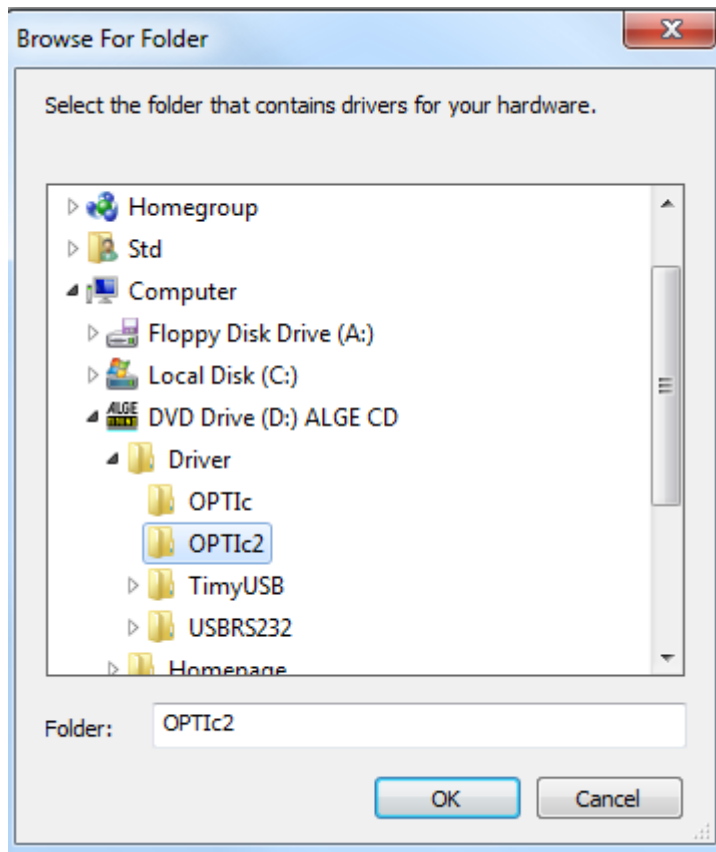 Browse For Folder
Select the folder that contains drivers for your hardware.
Homegroup
Std
Computer
Floppy Disk Drive (A:)
Local Disk (C:)
ALGE
DVD Drive (D:) ALGE CD
Driver
OPTIc
OPTIc2
TimyUSB
USBRS232
Homepage
Folder: OPTIc2
OK Cancel